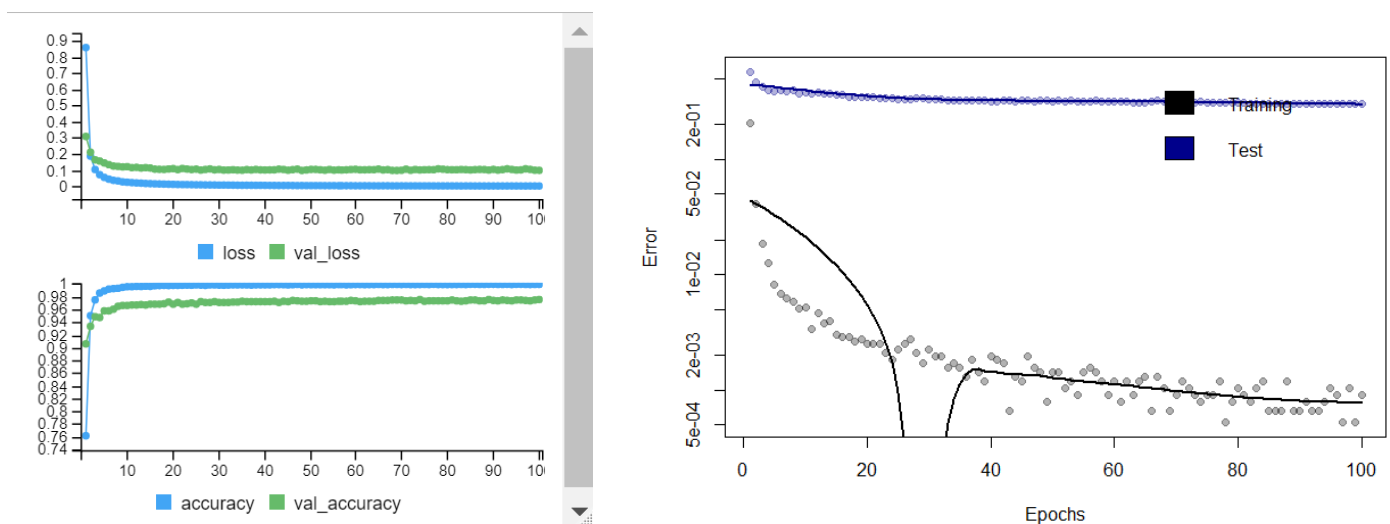 0.9
0.8
0.7
0.6
0.5
0.4
0.3
0.2
0.1
0
10 20 30 40 50 60 70 80 90 100
loss val_loss
1
0.98
0.96
0.94
0.92
0.9
0.88
0.86
0.84
0.82
0.8
0.78
0.76
0.74
10 20 30 40 50 60 70 80 90 100
accuracy val_accuracy
Error
2e-01
5e-02
1e-02
2e-03
5e-04
Training
Test
0 20 40 60 80 100
Epochs